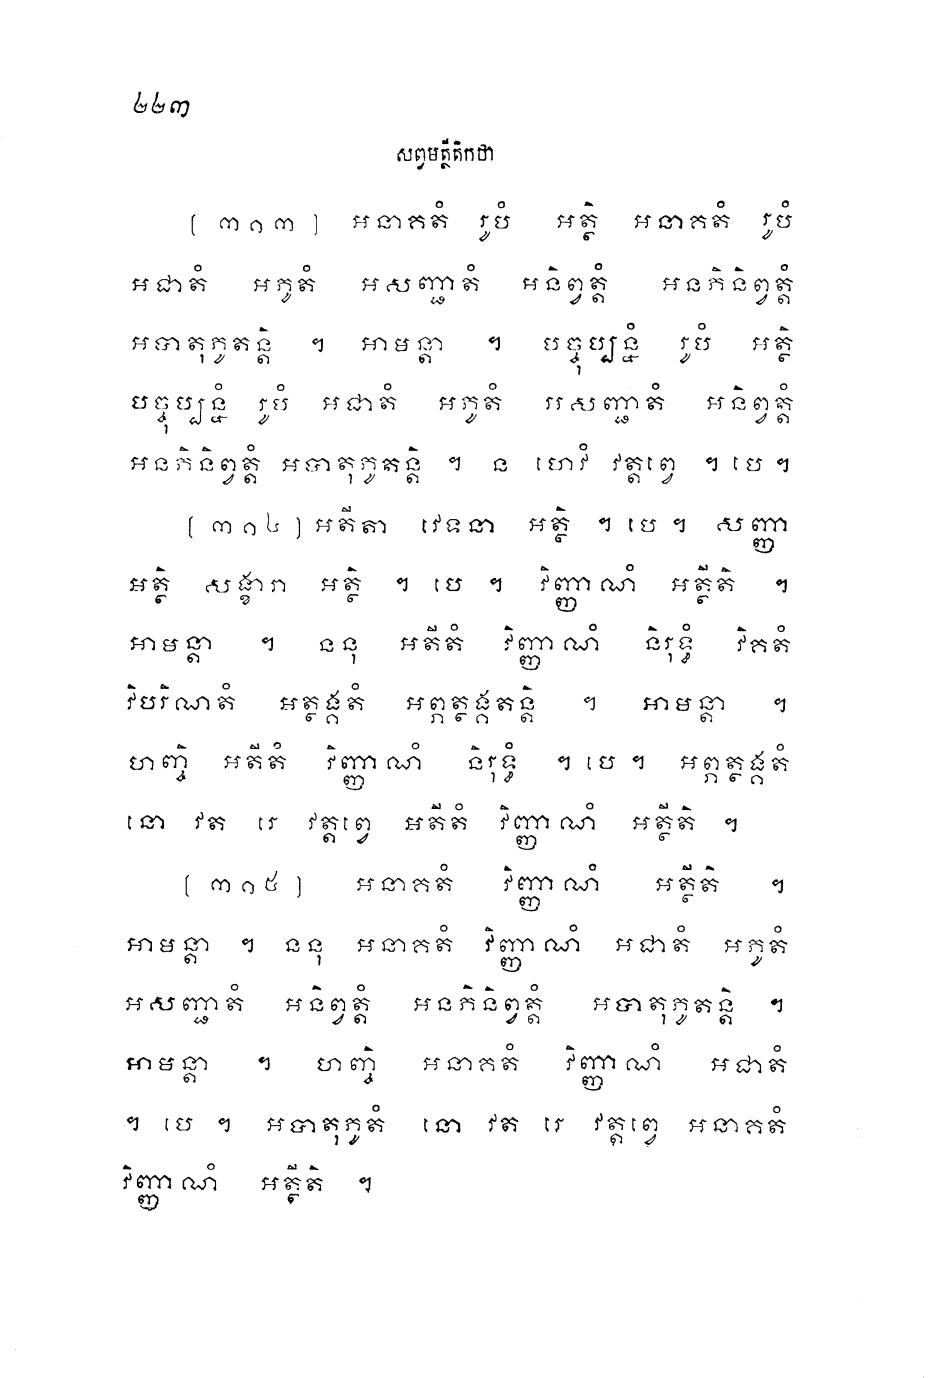 ២២៣
សព្វមត្ថីតិកថា
[ ៣១៣ ] អនាគតំ រូបំ អត្ថិ អនាគតំ រូបំ
អជាតំ អភូតំ អសញ្ជាតំ អនិព្វត្តំ អនភិនិព្វត្តំ
អបាតុភូតន្តិ ។ អាមន្តា ។ បច្ចុប្បន្នំ រូបំ អត្ថិ
បច្ចុប្បន្នំ រូបំ អជាតំ អភូតំ អសញ្ជាតំ អនិព្វត្តំ
អនភិនិព្វត្តំ អបាតុភូតន្តិ ។ ន ហេវំ វត្តព្វេ ។ បេ ។
[ ៣១៤ ] អតីតា វេទនា អត្ថិ ។ បេ ។ សញ្ញា
អត្ថិ សង្ខារា អត្ថិ ។ បេ ។ វិញ្ញាណំ អត្ថីតិ ។
អាមន្តា ។ ននុ អតីតំ វិញ្ញាណំ និរុទ្ធំ វិគតំ
វិបរិណតំ អត្ថង្គតំ អព្ភត្ថង្គតន្តិ ។ អាមន្តា ។
ហញ្ចិ អតីតំ វិញ្ញាណំ និរុទ្ធំ ។ បេ ។ អព្ភត្ថង្គតំ
នោ វត រេ វត្តព្វេ អតីតំ វិញ្ញាណំ អត្ថីតិ ។
[ ៣១៥ ] អនាគតំ វិញ្ញាណំ អត្ថីតិ ។
អាមន្តា ។ ននុ អនាគតំ វិញ្ញាណំ អជាតំ អភូតំ
អសញ្ជាតំ អនិព្វត្តំ អនភិនិព្វត្តំ អបាតុភូតន្តិ ។
អាមន្តា ។ ហញ្ចិ អនាគតំ វិញ្ញាណំ អជាតំ
។ បេ ។ អបាតុភូតំ នោ វត រេ វត្តព្វេ អនាគតំ
វិញ្ញាណំ អត្ថីតិ ។